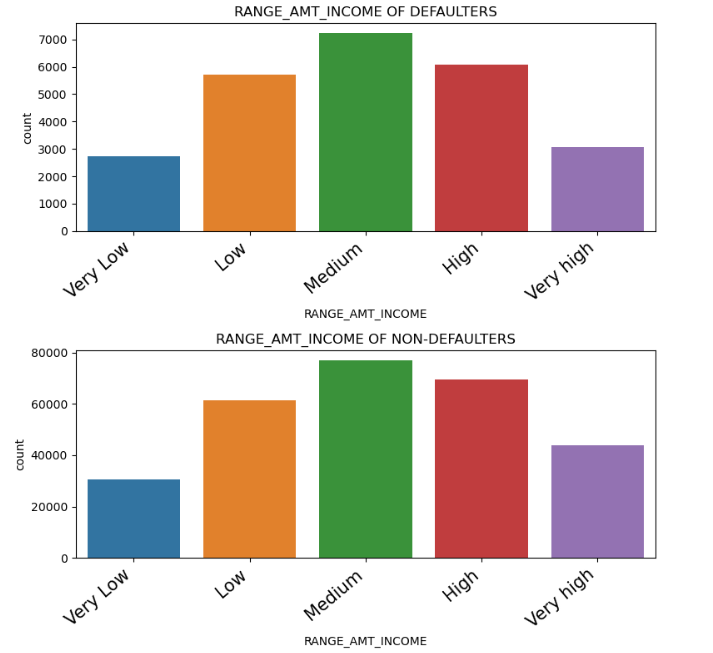 RANGE_AMT_INCOME OF DEFAULTERS
7000
6000
5000
4000
3000
2000
1000
0
count
Very Low
Low
Medium
High
Very high
RANGE_AMT_INCOME
RANGE_AMT_INCOME OF NON-DEFAULTERS
80000
60000
40000
20000
0
count
Very Low
Low
Medium
High
Very high
RANGE_AMT_INCOME